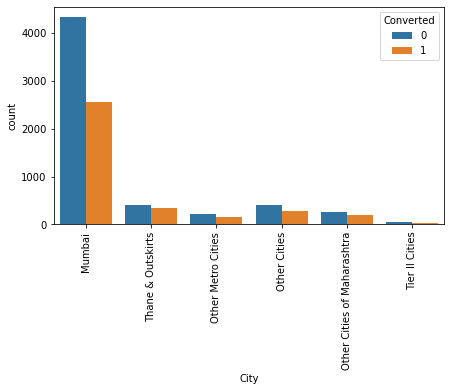 Converted
0
1
4000
3000
2000
1000
0
count
Mumbai
Thane & Outskirts
Other Metro Cities
Other Cities
Other Cities of Maharashtra
Tier II Cities
City